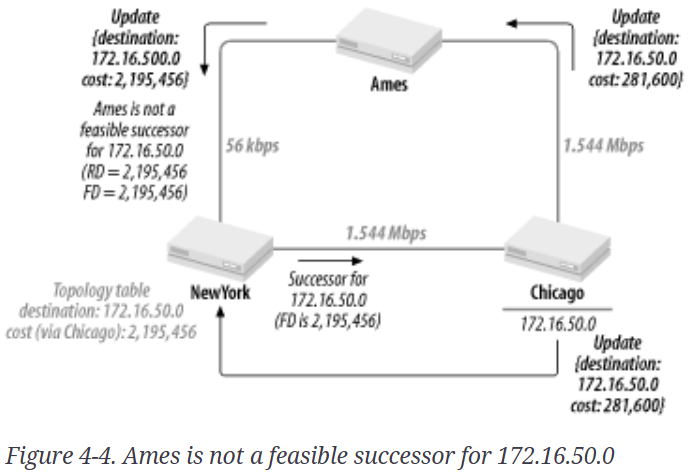 Update
{destination:
172.16.500.0
cost: 2,195,456}
Ames is not a
feasible successor
for 172.16.50.0
(RD = 2,195,456
FD = 2,195,456)
Ames
Update
{destination:
172.16.50.0
cost: 281,600}
56 kbps
1.544 Mbps
1.544 Mbps
NewYork
Topology table
destination: 172.16.50.0
cost (via Chicago): 2,195,456
Successor for
172.16.50.0
(FD is 2,195,456)
Chicago
172.16.50.0
Update
{destination:
172.16.50.0
cost: 281,600}
Figure 4-4. Ames is not a feasible successor for 172.16.50.0